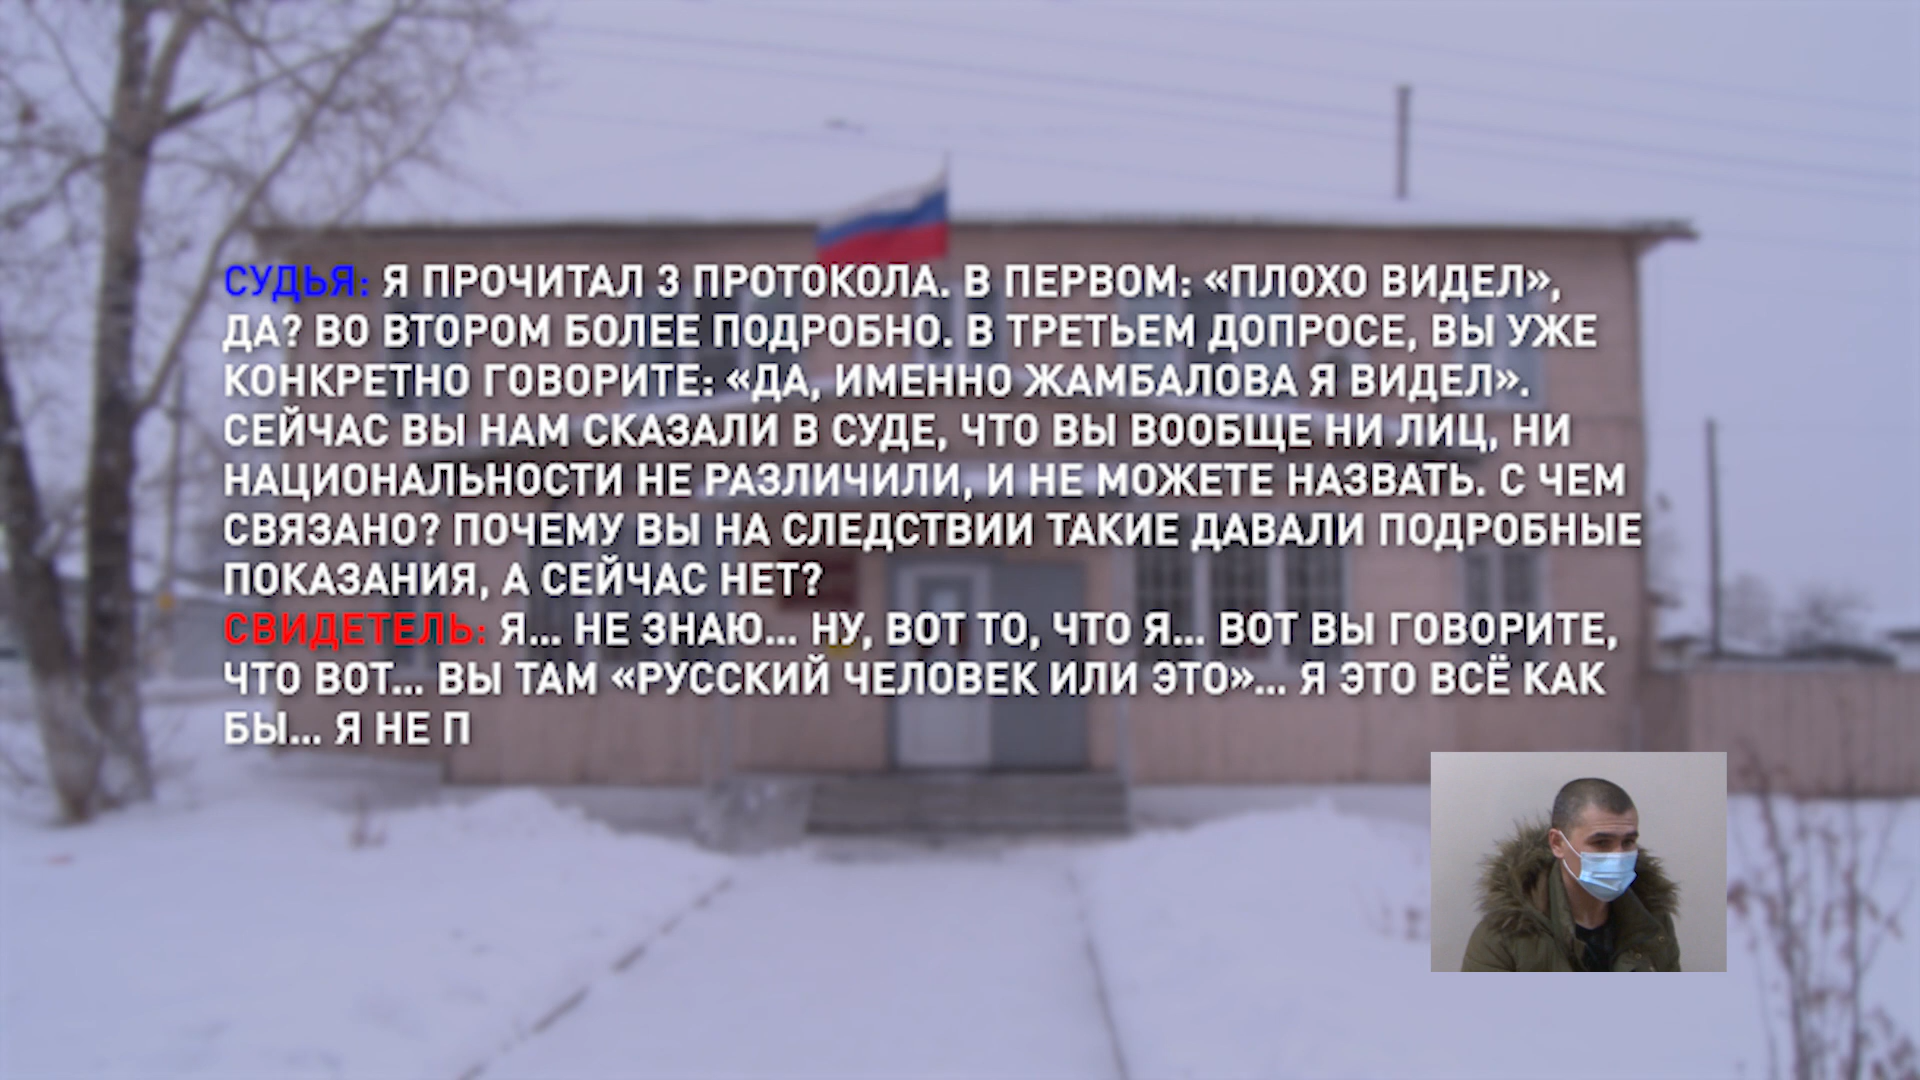 СУДЬЯ: Я ПРОЧИТАЛ 3 ПРОТОКОЛА. В ПЕРВОМ: «ПЛОХО ВИДЕЛ»,
ДА? ВО ВТОРОМ БОЛЕЕ ПОДРОБНО. В ТРЕТЬЕМ ДОПРОСЕ, ВЫ УЖЕ
КОНКРЕТНО ГОВОРИТЕ: «ДА, ИМЕННО ЖАМБАЛОВА Я ВИДЕЛ».
СЕЙЧАС ВЫ НАМ СКАЗАЛИ В СУДЕ, ЧТО ВЫ ВООБЩЕ НИ ЛИЦ, НИ
НАЦИОНАЛЬНОСТИ НЕ РАЗЛИЧИЛИ, И НЕ МОЖЕТЕ НАЗВАТЬ. С ЧЕМ
СВЯЗАНО? ПОЧЕМУ ВЫ НА СЛЕДСТВИИ ТАКИЕ ДАВАЛИ ПОДРОБНЫЕ
ПОКАЗАНИЯ, А СЕЙЧАС НЕТ?
СВИДЕТЕЛЬ: Я... НЕ ЗНАЮ... НУ, ВОТ ТО, ЧТО Я... ВОТ ВЫ ГОВОРИТЕ,
ЧТО ВОТ... ВЫ ТАМ «РУССКИЙ ЧЕЛОВЕК ИЛИ ЭТО»... Я ЭТО ВСЁ КАК
БЫ... Я НЕ П